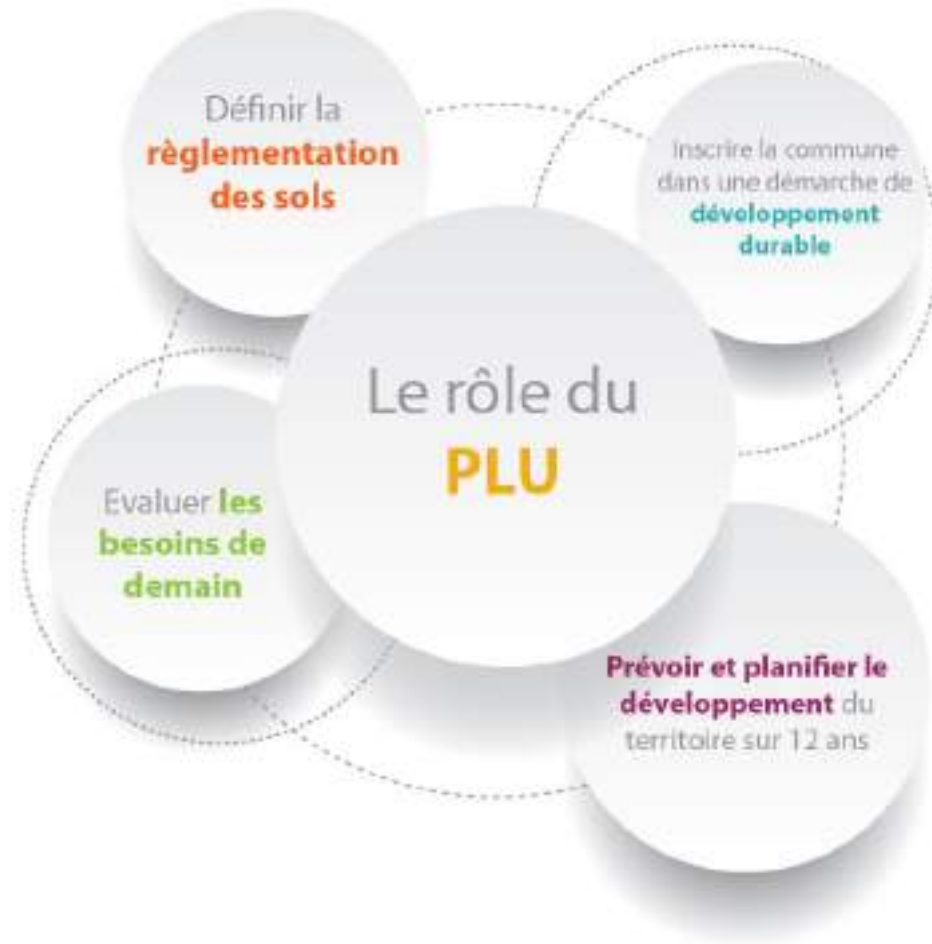 Définir la
règlementation
des sols
Inscrire la commune
dans une démarche de
développement
durable
Le rôle du
PLU
Evaluer les
besoins de
demain
Prévoir et planifier le
développement du
territoire sur 12 ans